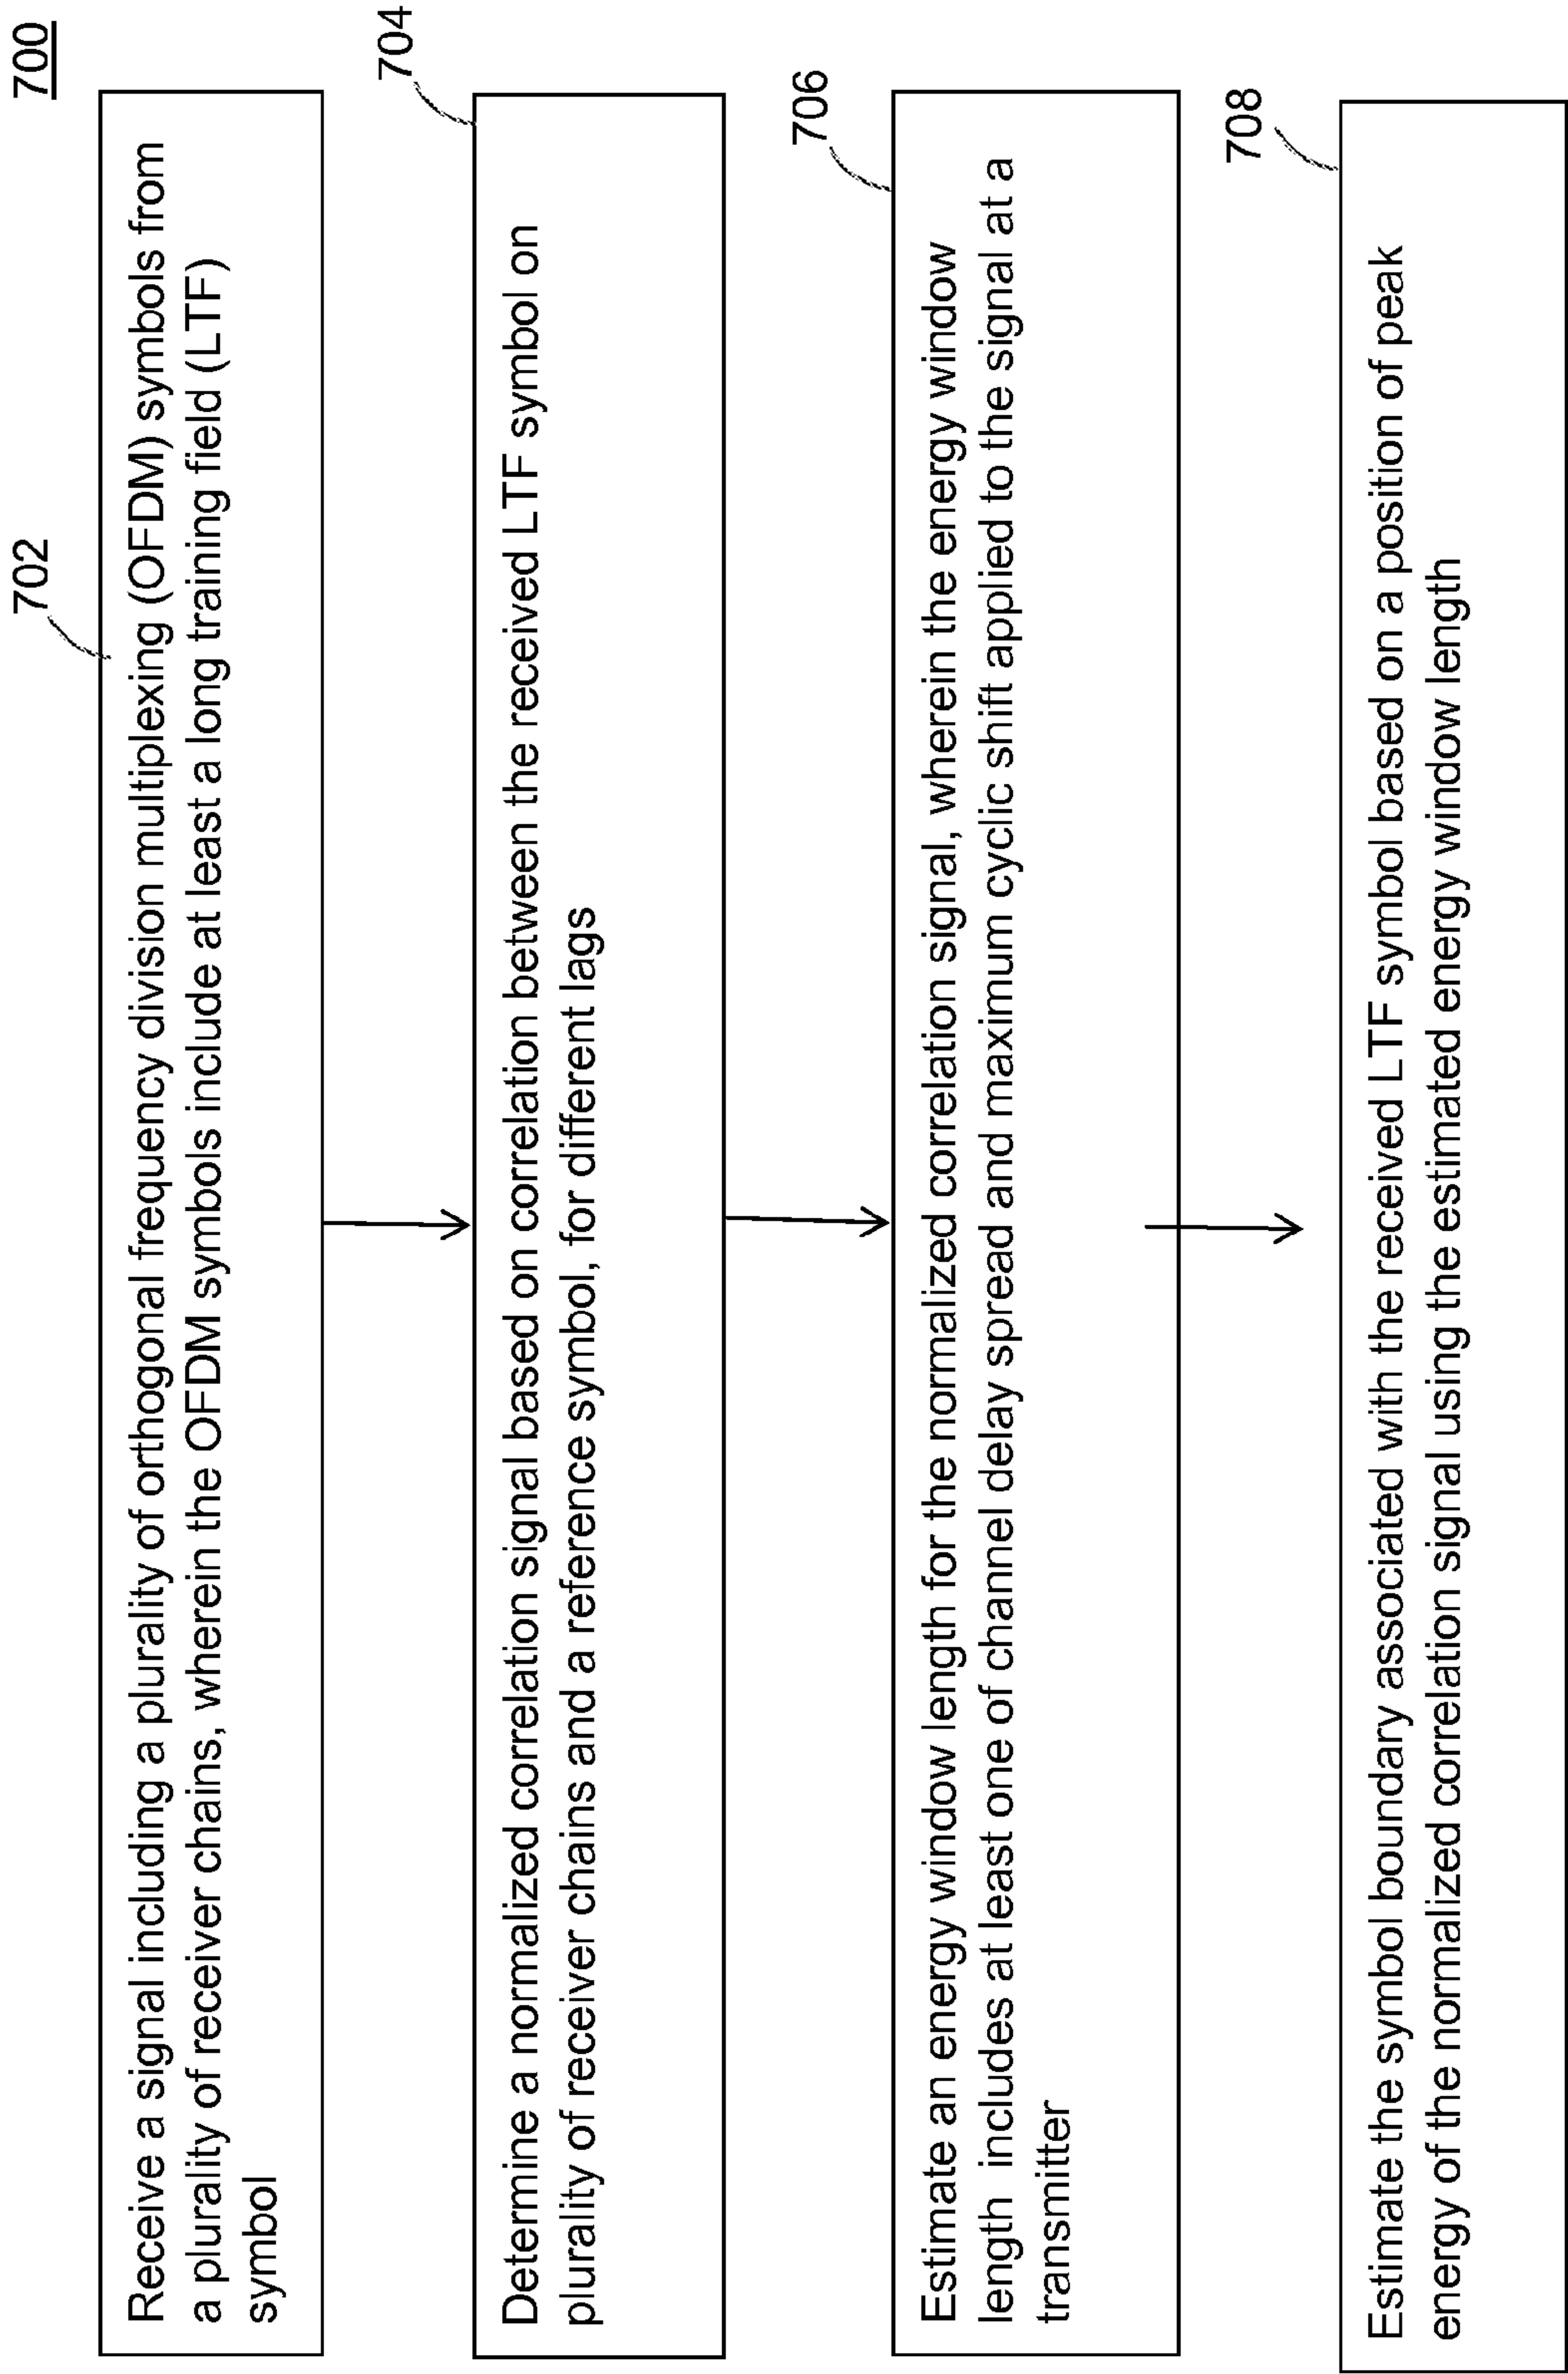 700
702
Receive a signal including a plurality of orthogonal frequency division multiplexing (OFDM) symbols from
a plurality of receiver chains, wherein the OFDM symbols include at least a long training field (LTF)
symbol
704
Determine a normalized correlation signal based on correlation between the received LTF symbol on
plurality of receiver chains and a reference symbol, for different lags
706
Estimate an energy window length for the normalized correlation signal, wherein the energy window
length includes at least one of channel delay spread and maximum cyclic shift applied to the signal at a
transmitter
708
Estimate the symbol boundary associated with the received LTF symbol based on a position of peak
energy of the normalized correlation signal using the estimated energy window length